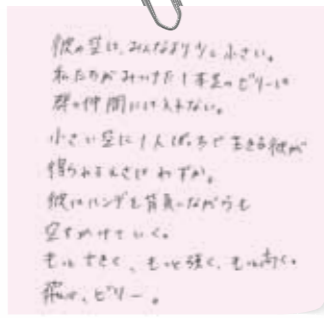 彼の空は、みんなより少し小さい。
私たちがみつけた1本足のビリーは
群の仲間には入れない。
小さい空に1人ぼっちで生きる彼が
得られるえさは わずか。
彼はハンデを背負いながらも
空をかけていく。
もっと大きく、もっと強く、もっと高く。
飛べ、ビリー。